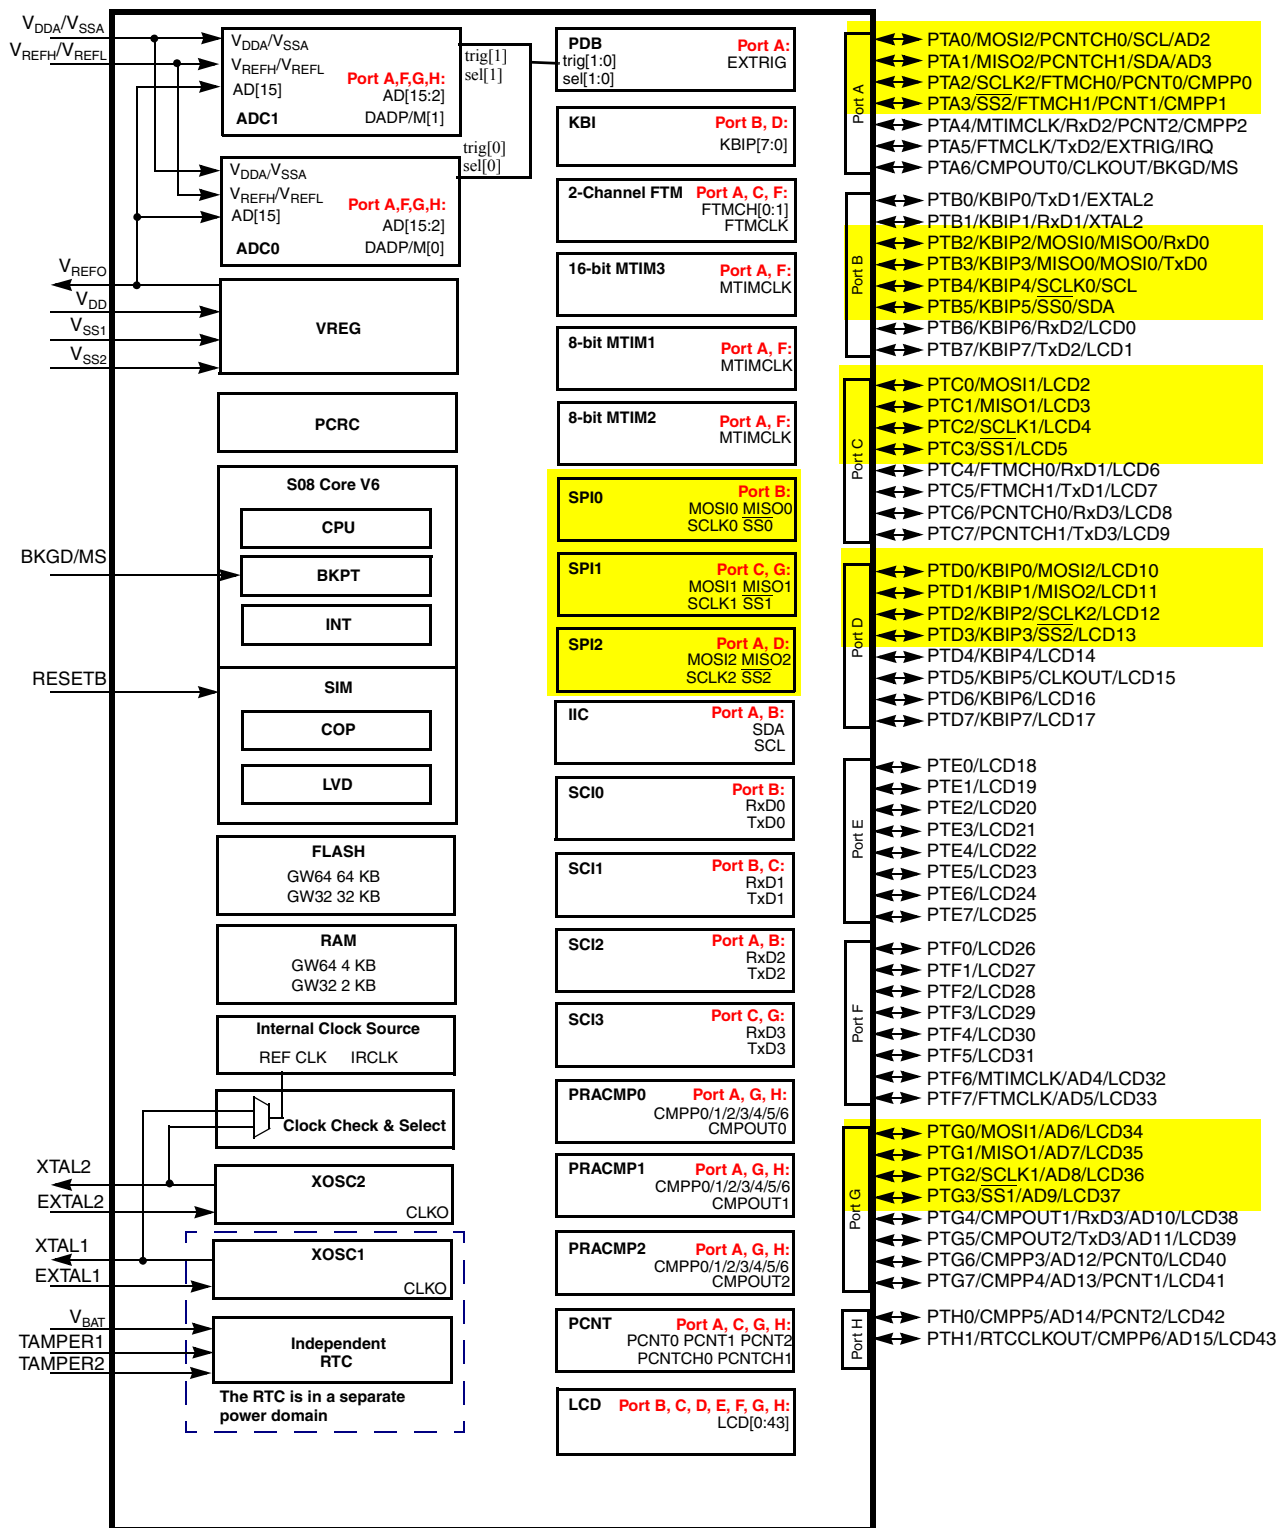 VDDA/VSSA
VREFH/VREFL
VREFO
VDD
VSS1
VSS2
BKGD/MS
RESETB
XTAL2
EXTAL2
XTAL1
EXTAL1
VBAT
TAMPER1
TAMPER2
VDDA/VSSA
VREFH/VREFL
Port A,F,G,H:
AD[15]
AD[15:2]
ADC1
DADP/M[1]
trig[1]
sel[1]
trig[0]
sel[0]
VDDA/VSSA
VREFH/VREFL
Port A,F,G,H:
AD[15]
AD[15:2]
ADC0
DADP/M[0]
VREG
PCRC
S08 Core V6
CPU
BKPT
INT
SIM
COP
LVD
FLASH
GW64 64 KB
GW32 32 KB
RAM
GW64 4 KB
GW32 2 KB
Internal Clock Source
REF CLK IRCLK
Clock Check & Select
XOSC2
CLKO
XOSC1
CLKO
Independent
RTC
The RTC is in a separate
power domain
PDB Port A:
trig[1:0] EXTRIG
sel[1:0]
KBI Port B, D:
KBIP[7:0]
2-Channel FTM Port A, C, F:
FTMCH[0:1]
FTMCLK
16-bit MTIM3 Port A, F:
MTIMCLK
8-bit MTIM1 Port A, F:
MTIMCLK
8-bit MTIM2 Port A, F:
MTIMCLK
SPI0 Port B:
MOSI0 MISO0
SCLK0 SS0
SPI1 Port C, G:
MOSI1 MISO1
SCLK1 SS1
SPI2 Port A, D:
MOSI2 MISO2
SCLK2 SS2
IIC Port A, B:
SDA
SCL
SCI0 Port B:
RxD0
TxD0
SCI1 Port B, C:
RxD1
TxD1
SCI2 Port A, B:
RxD2
TxD2
SCI3 Port C, G:
RxD3
TxD3
PRACMP0 Port A, G, H:
CMPP0/1/2/3/4/5/6
CMPOUT0
PRACMP1 Port A, G, H:
CMPP0/1/2/3/4/5/6
CMPOUT1
PRACMP2 Port A, G, H:
CMPP0/1/2/3/4/5/6
CMPOUT2
PCNT Port A, C, G, H:
PCNT0 PCNT1 PCNT2
PCNTCH0 PCNTCH1
LCD Port B, C, D, E, F, G, H:
LCD[0:43]
Port A
PTA0/MOSI2/PCNTCH0/SCL/AD2
PTA1/MISO2/PCNTCH1/SDA/AD3
PTA2/SCLK2/FTMCH0/PCNT0/CMPP0
PTA3/SS2/FTMCH1/PCNT1/CMPP1
PTA4/MTIMCLK/RxD2/PCNT2/CMPP2
PTA5/FTMCLK/TxD2/EXTRIG/IRQ
PTA6/CMPOUT0/CLKOUT/BKGD/MS
Port B
PTB0/KBIP0/TxD1/EXTAL2
PTB1/KBIP1/RxD1/XTAL2
PTB2/KBIP2/MOSI0/MISO0/RxD0
PTB3/KBIP3/MISO0/MOSI0/TxD0
PTB4/KBIP4/SCLK0/SCL
PTB5/KBIP5/SS0/SDA
PTB6/KBIP6/RxD2/LCD0
PTB7/KBIP7/TxD2/LCD1
Port C
PTC0/MOSI1/LCD2
PTC1/MISO1/LCD3
PTC2/SCLK1/LCD4
PTC3/SS1/LCD5
PTC4/FTMCH0/RxD1/LCD6
PTC5/FTMCH1/TxD1/LCD7
PTC6/PCNTCH0/RxD3/LCD8
PTC7/PCNTCH1/TxD3/LCD9
Port D
PTD0/KBIP0/MOSI2/LCD10
PTD1/KBIP1/MISO2/LCD11
PTD2/KBIP2/SCLK2/LCD12
PTD3/KBIP3/SS2/LCD13
PTD4/KBIP4/LCD14
PTD5/KBIP5/CLKOUT/LCD15
PTD6/KBIP6/LCD16
PTD7/KBIP7/LCD17
Port E
PTE0/LCD18
PTE1/LCD19
PTE2/LCD20
PTE3/LCD21
PTE4/LCD22
PTE5/LCD23
PTE6/LCD24
PTE7/LCD25
Port F
PTF0/LCD26
PTF1/LCD27
PTF2/LCD28
PTF3/LCD29
PTF4/LCD30
PTF5/LCD31
PTF6/MTIMCLK/AD4/LCD32
PTF7/FTMCLK/AD5/LCD33
Port G
PTG0/MOSI1/AD6/LCD34
PTG1/MISO1/AD7/LCD35
PTG2/SCLK1/AD8/LCD36
PTG3/SS1/AD9/LCD37
PTG4/CMPOUT1/RxD3/AD10/LCD38
PTG5/CMPOUT2/TxD3/AD11/LCD39
PTG6/CMPP3/AD12/PCNT0/LCD40
PTG7/CMPP4/AD13/PCNT1/LCD41
Port H
PTH0/CMPP5/AD14/PCNT2/LCD42
PTH1/RTCCLKOUT/CMPP6/AD15/LCD43